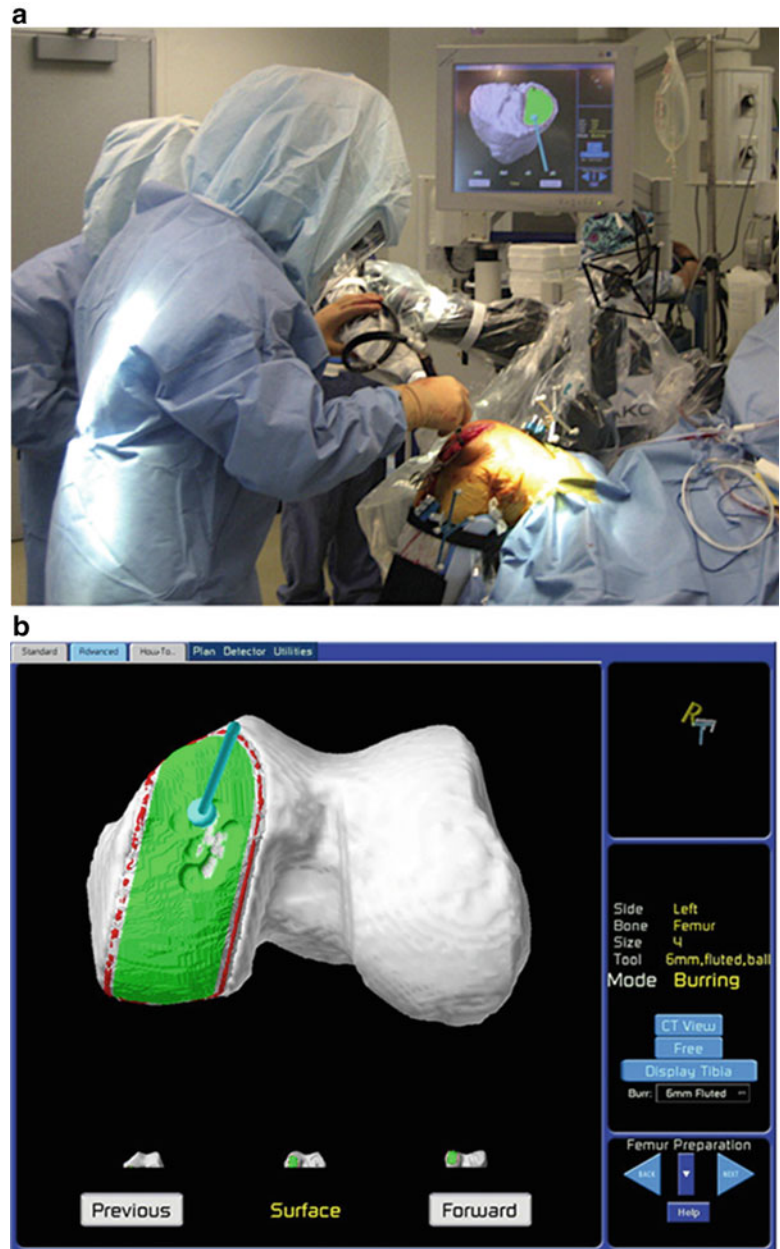 a
b
Standard Advanced How-To.. Plan Detector Utilities
R
T
Side Left
Bone Femur
Size 4
Tool 6mm,fluted,ball
Mode Burring
CT View
Free
Display Tibia
Burr: 6mm Fluted
Femur Preparation
BACK NEXT
Help
Previous Surface Forward